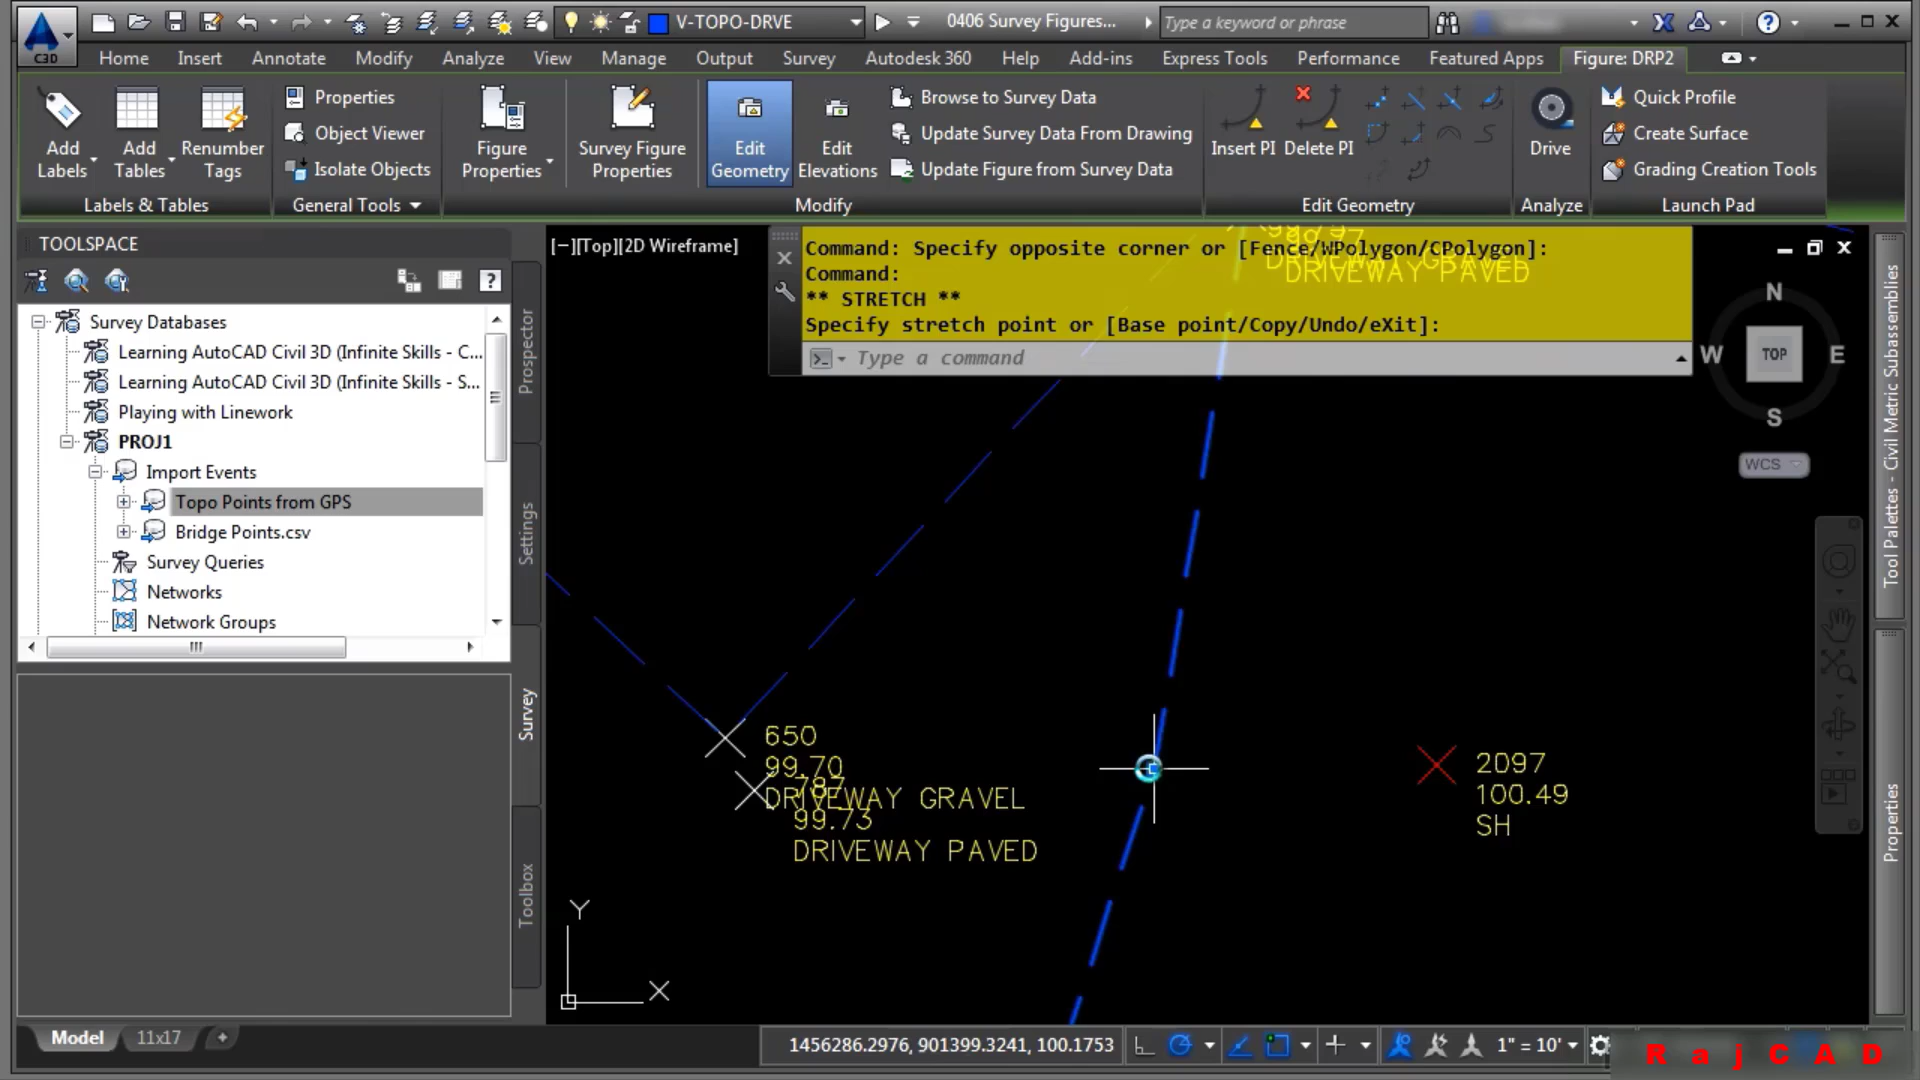 V-TOPO-DRVE
0406 Survey Figures...
Type a keyword or phrase
C3D
Home Insert Annotate Modify Analyze View Manage Output Survey Autodesk 360 Help Add-ins Express Tools Performance Featured Apps Figure: DRP2
Add Labels
Add Tables
Renumber Tags
Labels & Tables
Properties
Object Viewer
Isolate Objects
General Tools
Figure Properties
Survey Figure Properties
Edit Geometry
Edit Elevations
Browse to Survey Data
Update Survey Data From Drawing
Update Figure from Survey Data
Modify
Insert PI
Delete PI
Edit Geometry
Drive
Analyze
Quick Profile
Create Surface
Grading Creation Tools
Launch Pad
TOOLSPACE
Survey Databases
Learning AutoCAD Civil 3D (Infinite Skills - C...
Learning AutoCAD Civil 3D (Infinite Skills - S...
Playing with Linework
PROJ1
Import Events
Topo Points from GPS
Bridge Points.csv
Survey Queries
Networks
Network Groups
Prospector
Settings
Survey
Toolbox
[−][Top][2D Wireframe]
Command: Specify opposite corner or [Fence/WPolygon/CPolygon]:
Command:
** STRETCH **
Specify stretch point or [Base point/Copy/Undo/eXit]:
Type a command
DRIVEWAY PAVED
N
W TOP E
S
WCS
Tool Palettes - Civil Metric Subassemblies
Properties
650
99.70
787
DRIVEWAY GRAVEL
99.73
DRIVEWAY PAVED
2097
100.49
SH
Y
X
Model 11x17
1456286.2976, 901399.3241, 100.1753
1" = 10'
RajCAD